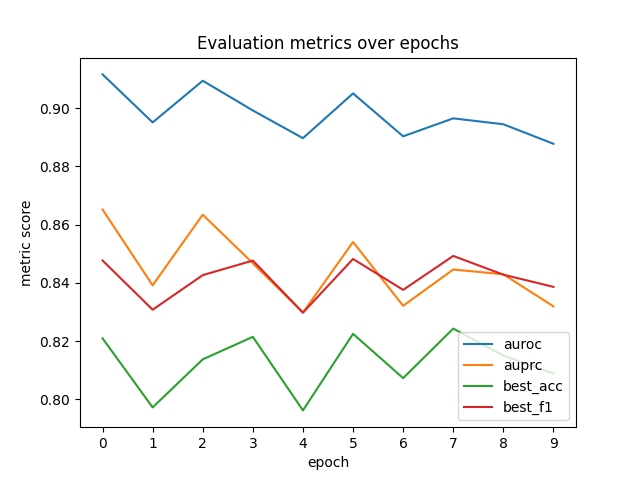 Evaluation metrics over epochs
metric score
0.90
0.88
0.86
0.84
0.82
0.80
auroc
auprc
best_acc
best_f1
0 1 2 3 4 5 6 7 8 9
epoch